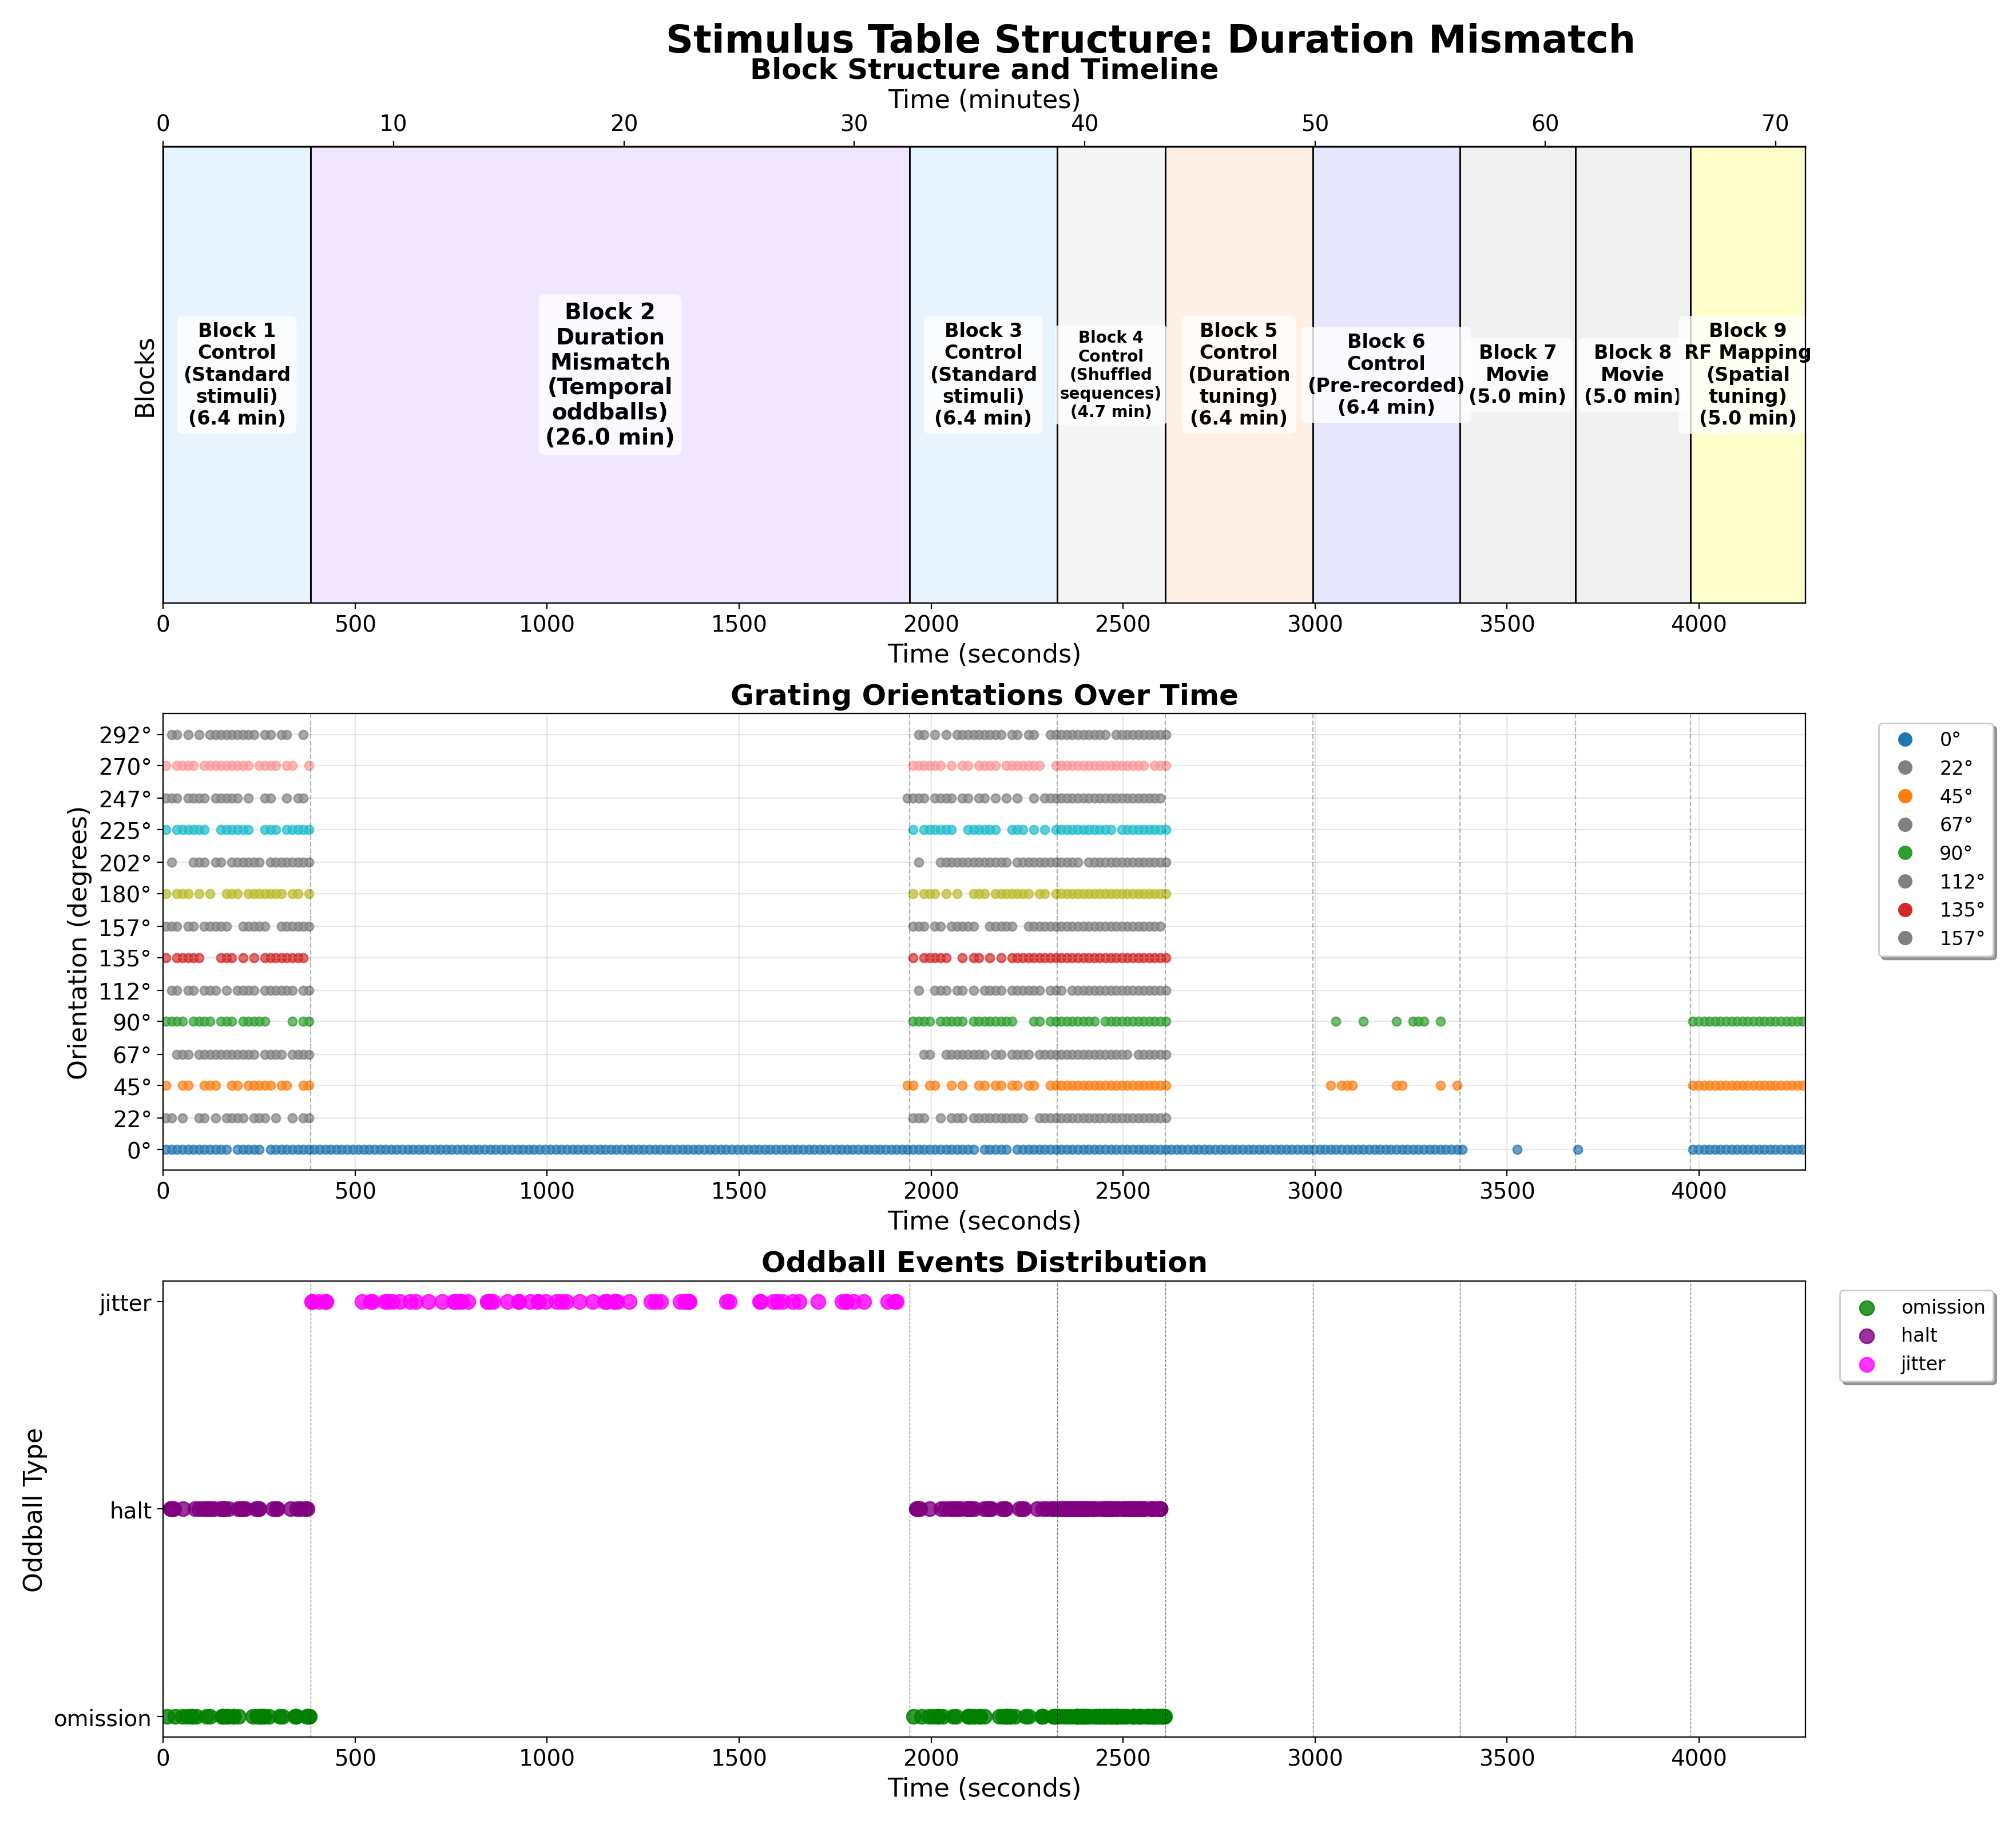 Stimulus Table Structure: Duration Mismatch
Block Structure and Timeline
Time (minutes)
0 10 20 30 40 50 60 70
Blocks
Block 1
Control
(Standard
stimuli)
(6.4 min)
Block 2
Duration
Mismatch
(Temporal
oddballs)
(26.0 min)
Block 3
Control
(Standard
stimuli)
(6.4 min)
Block 4
Control
(Shuffled
sequences)
(4.7 min)
Block 5
Control
(Duration
tuning)
(6.4 min)
Block 6
Control
(Pre-recorded)
(6.4 min)
Block 7
Movie
(5.0 min)
Block 8
Movie
(5.0 min)
Block 9
RF Mapping
(Spatial
tuning)
(5.0 min)
0 500 1000 1500 2000 2500 3000 3500 4000
Time (seconds)
Grating Orientations Over Time
Orientation (degrees)
292°
270°
247°
225°
202°
180°
157°
135°
112°
90°
67°
45°
22°
0°
0 500 1000 1500 2000 2500 3000 3500 4000
Time (seconds)
0°
22°
45°
67°
90°
112°
135°
157°
Oddball Events Distribution
Oddball Type
jitter
halt
omission
0 500 1000 1500 2000 2500 3000 3500 4000
Time (seconds)
omission
halt
jitter